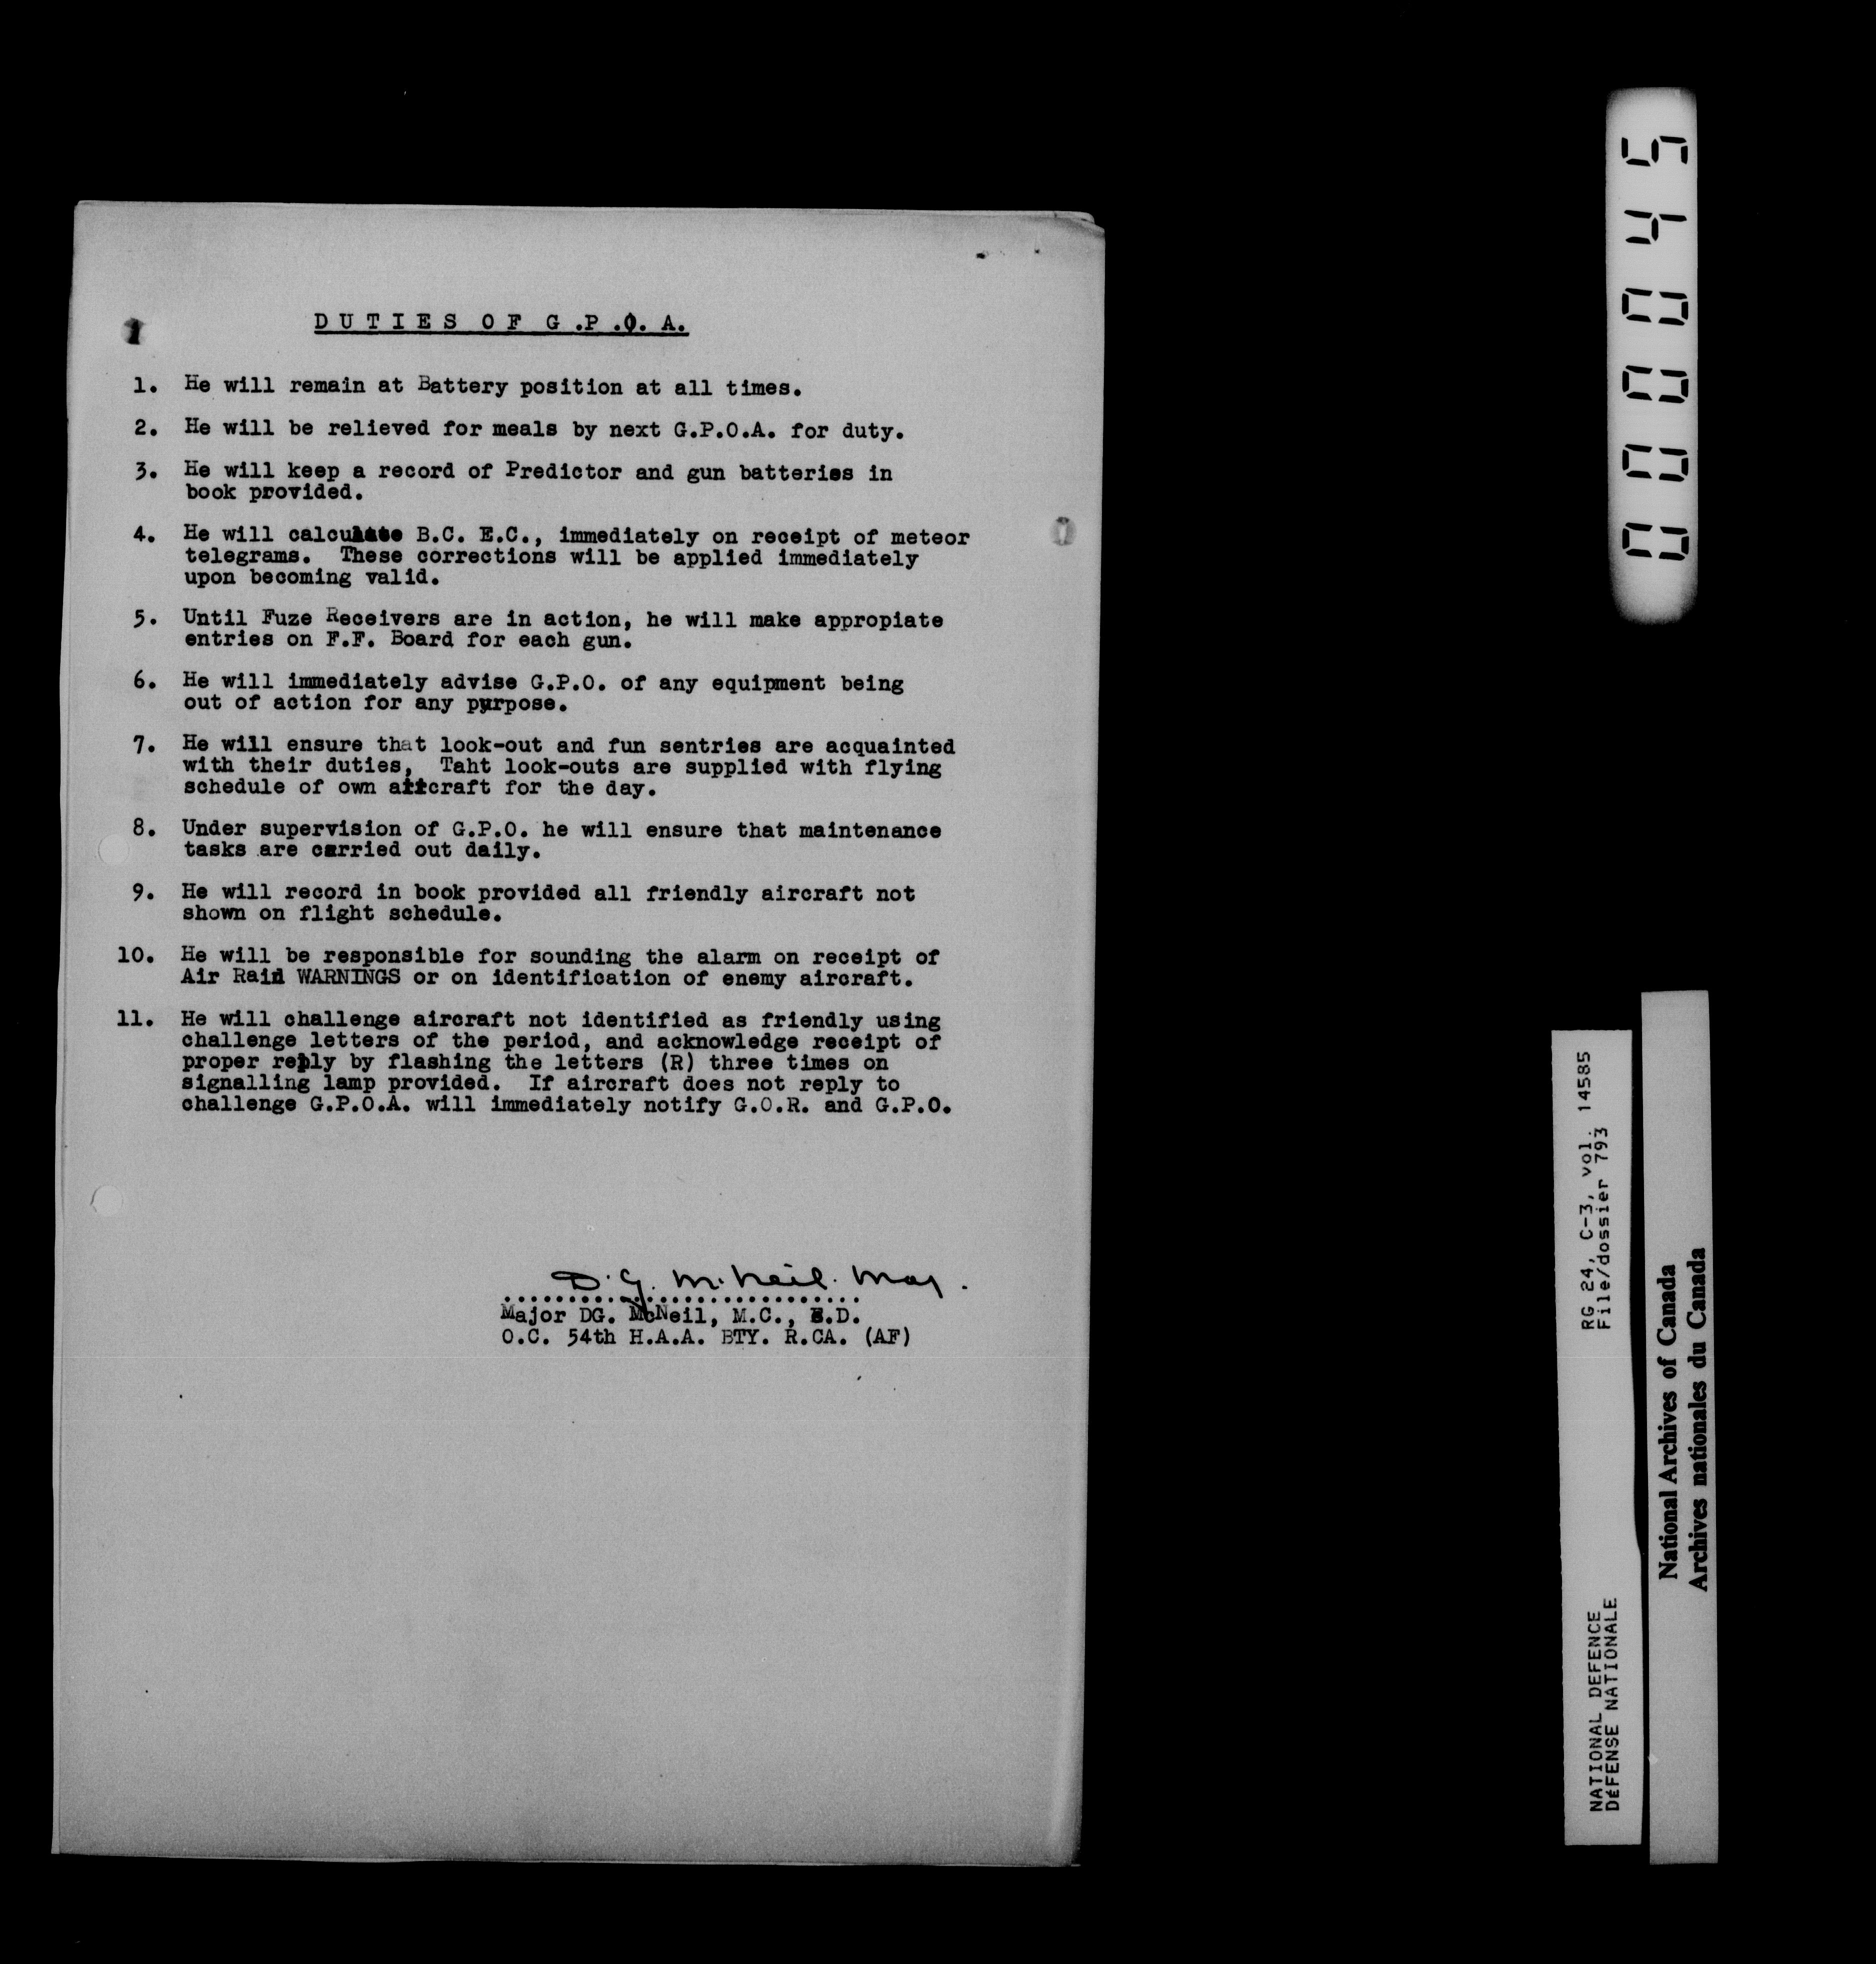 D U T I E S O F G .P .O. A.
1. He will remain at Battery position at all times.
2. He will be relieved for meals by next G.P.O.A. for duty.
3. He will keep a record of Predictor and gun batteries in
book provided.
4. He will calculate B.C. E.C., immediately on receipt of meteor
telegrams. These corrections will be applied immediately
upon becoming valid.
5. Until Fuze Receivers are in action, he will make appropiate
entries on F.F. Board for each gun.
6. He will immediately advise G.P.O. of any equipment being
out of action for any purpose.
7. He will ensure that look-out and fun sentries are acquainted
with their duties, Taht look-outs are supplied with flying
schedule of own aircraft for the day.
8. Under supervision of G.P.O. he will ensure that maintenance
tasks are carried out daily.
9. He will record in book provided all friendly aircraft not
shown on flight schedule.
10. He will be responsible for sounding the alarm on receipt of
Air Raid WARNINGS or on identification of enemy aircraft.
11. He will challenge aircraft not identified as friendly using
challenge letters of the period, and acknowledge receipt of
proper reply by flashing the letters (R) three times on
signalling lamp provided. If aircraft does not reply to
challenge G.P.O.A. will immediately notify G.O.R. and G.P.O.
D. G. McNeil. Maj.
Major DG. McNeil, M.C., E.D.
O.C. 54th H.A.A. BTY. R.CA. (AF)
000045
RG 24, C-3, vol. 14585
File/dossier 793
NATIONAL DEFENCE
DÉFENSE NATIONALE
National Archives of Canada
Archives nationales du Canada